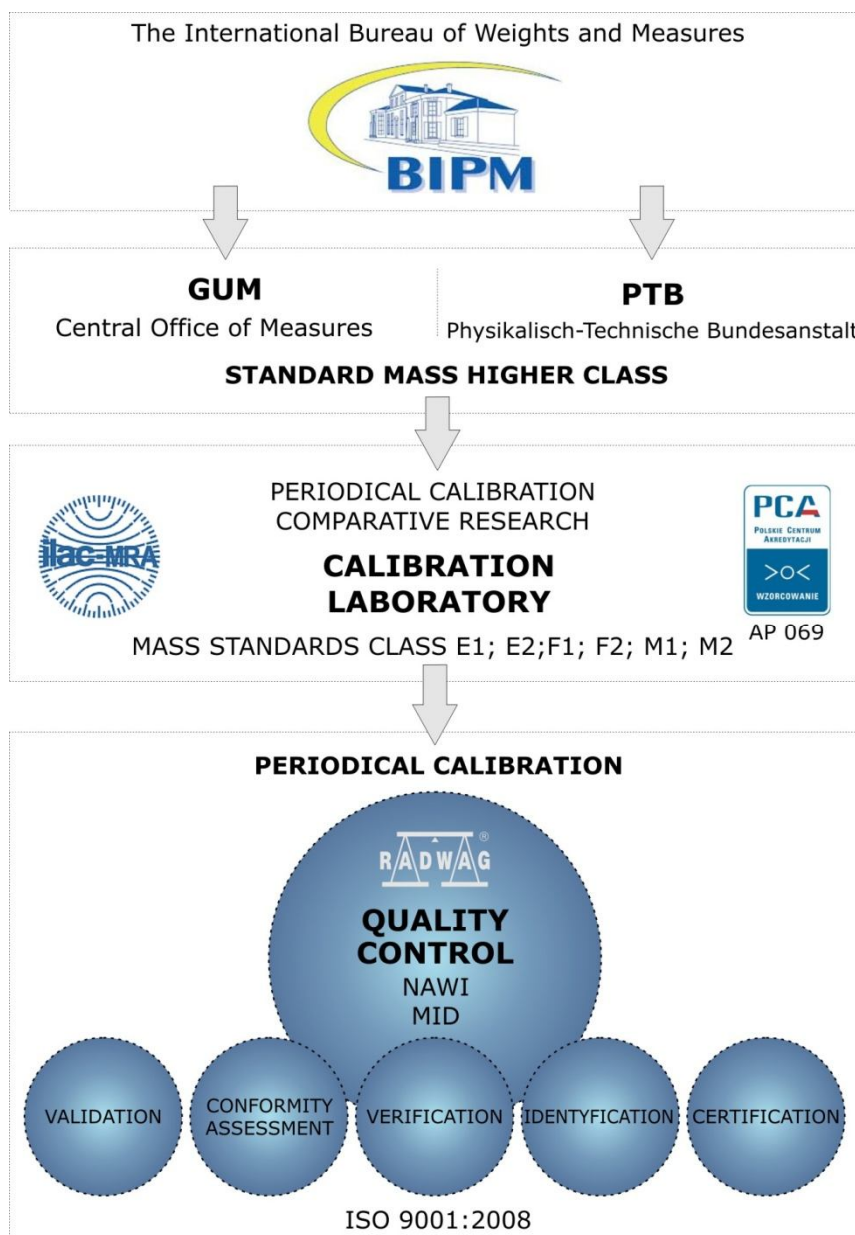 The International Bureau of Weights and Measures
BIPM
GUM
Central Office of Measures
PTB
Physikalisch-Technische Bundesanstalt
STANDARD MASS HIGHER CLASS
PERIODICAL CALIBRATION
COMPARATIVE RESEARCH
CALIBRATION
LABORATORY
MASS STANDARDS CLASS E1; E2;F1; F2; M1; M2
ilac-MRA
PCA
POLSKIE CENTRUM
AKREDYTACJI
WZORCOWANIE
AP 069
PERIODICAL CALIBRATION
RADWAG®
QUALITY
CONTROL
NAWI
MID
VALIDATION
CONFORMITY
ASSESSMENT
VERIFICATION
IDENTYFICATION
CERTIFICATION
ISO 9001:2008